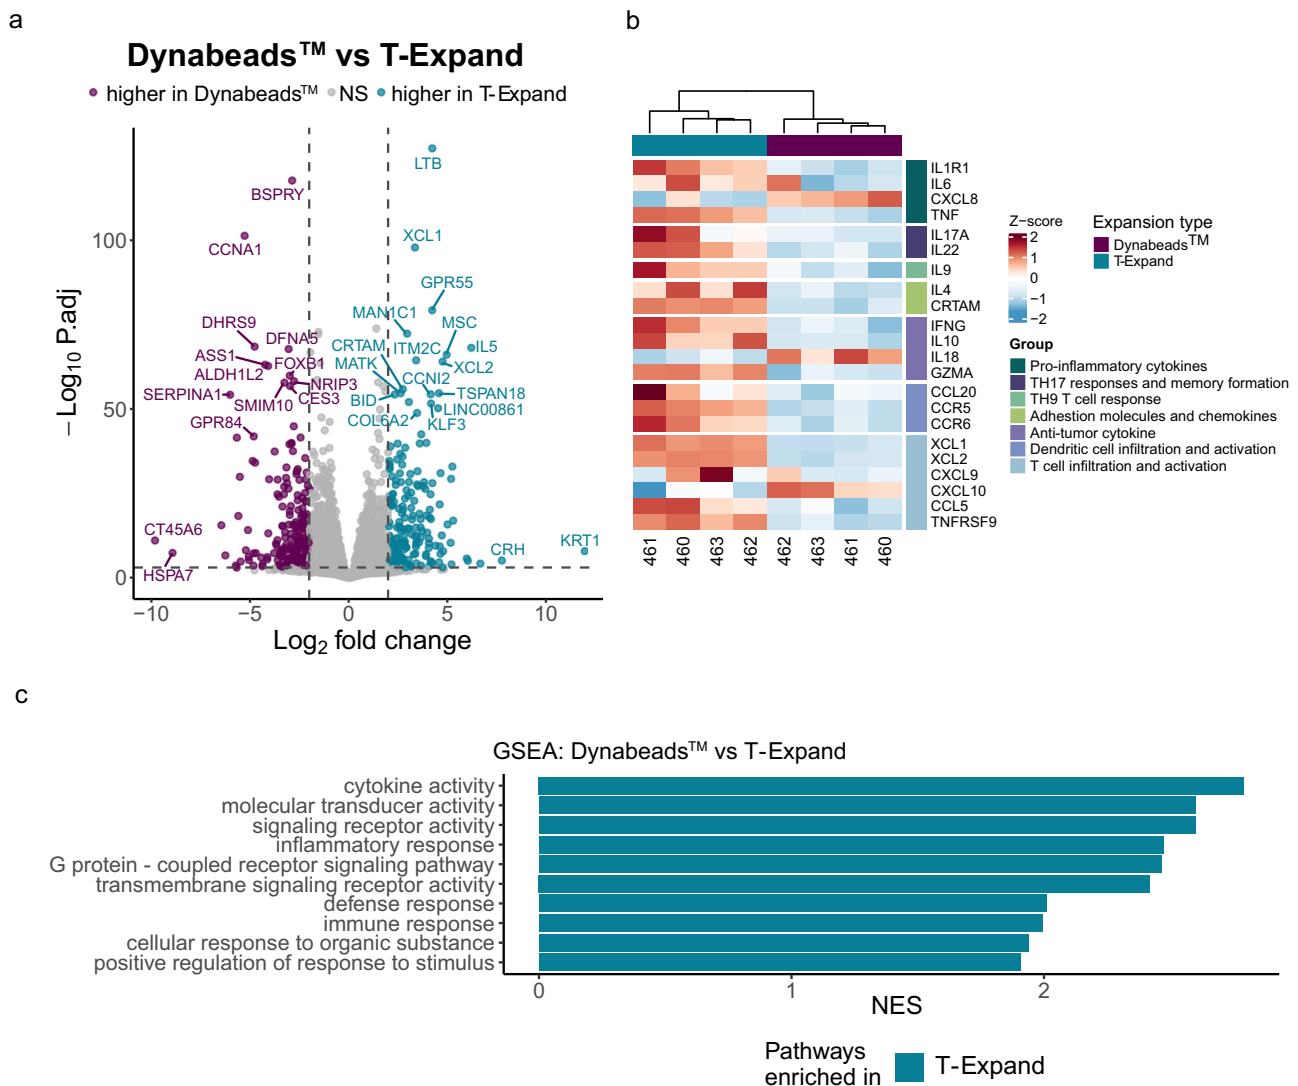 a
Dynabeads™ vs T-Expand
higher in Dynabeads™ NS higher in T-Expand
− Log10 P.adj
100
50
0
−10 −5 0 5 10
Log2 fold change
LTB
BSPRY
CCNA1
XCL1
GPR55
MAN1C1
MSC
DHRS9
DFNA5
CRTAM
ITM2C
IL5
ASS1
FOXB1
MATK
XCL2
ALDH1L2
CCNI2
NRIP3
SERPINA1
TSPAN18
SMIM10
CES3
BID
LINC00861
GPR84
COL6A2
KLF3
CT45A6
HSPA7
CRH
KRT1
b
IL1R1
IL6
CXCL8
TNF
IL17A
IL22
IL9
IL4
CRTAM
IFNG
IL10
IL18
GZMA
CCL20
CCR5
CCR6
XCL1
XCL2
CXCL9
CXCL10
CCL5
TNFRSF9
461 460 463 462 462 463 461 460
Z−score
2
1
0
−1
−2
Expansion type
Dynabeads™
T-Expand
Group
Pro-inflammatory cytokines
TH17 responses and memory formation
TH9 T cell response
Adhestion molecules and chemokines
Anti-tumor cytokine
Dendritic cell infiltration and activation
T cell infiltration and activation
c
GSEA: Dynabeads™ vs T-Expand
cytokine activity
molecular transducer activity
signaling receptor activity
inflammatory response
G protein - coupled receptor signaling pathway
transmembrane signaling receptor activity
defense response
immune response
cellular response to organic substance
positive regulation of response to stimulus
0 1 2
NES
Pathways
enriched in
T-Expand